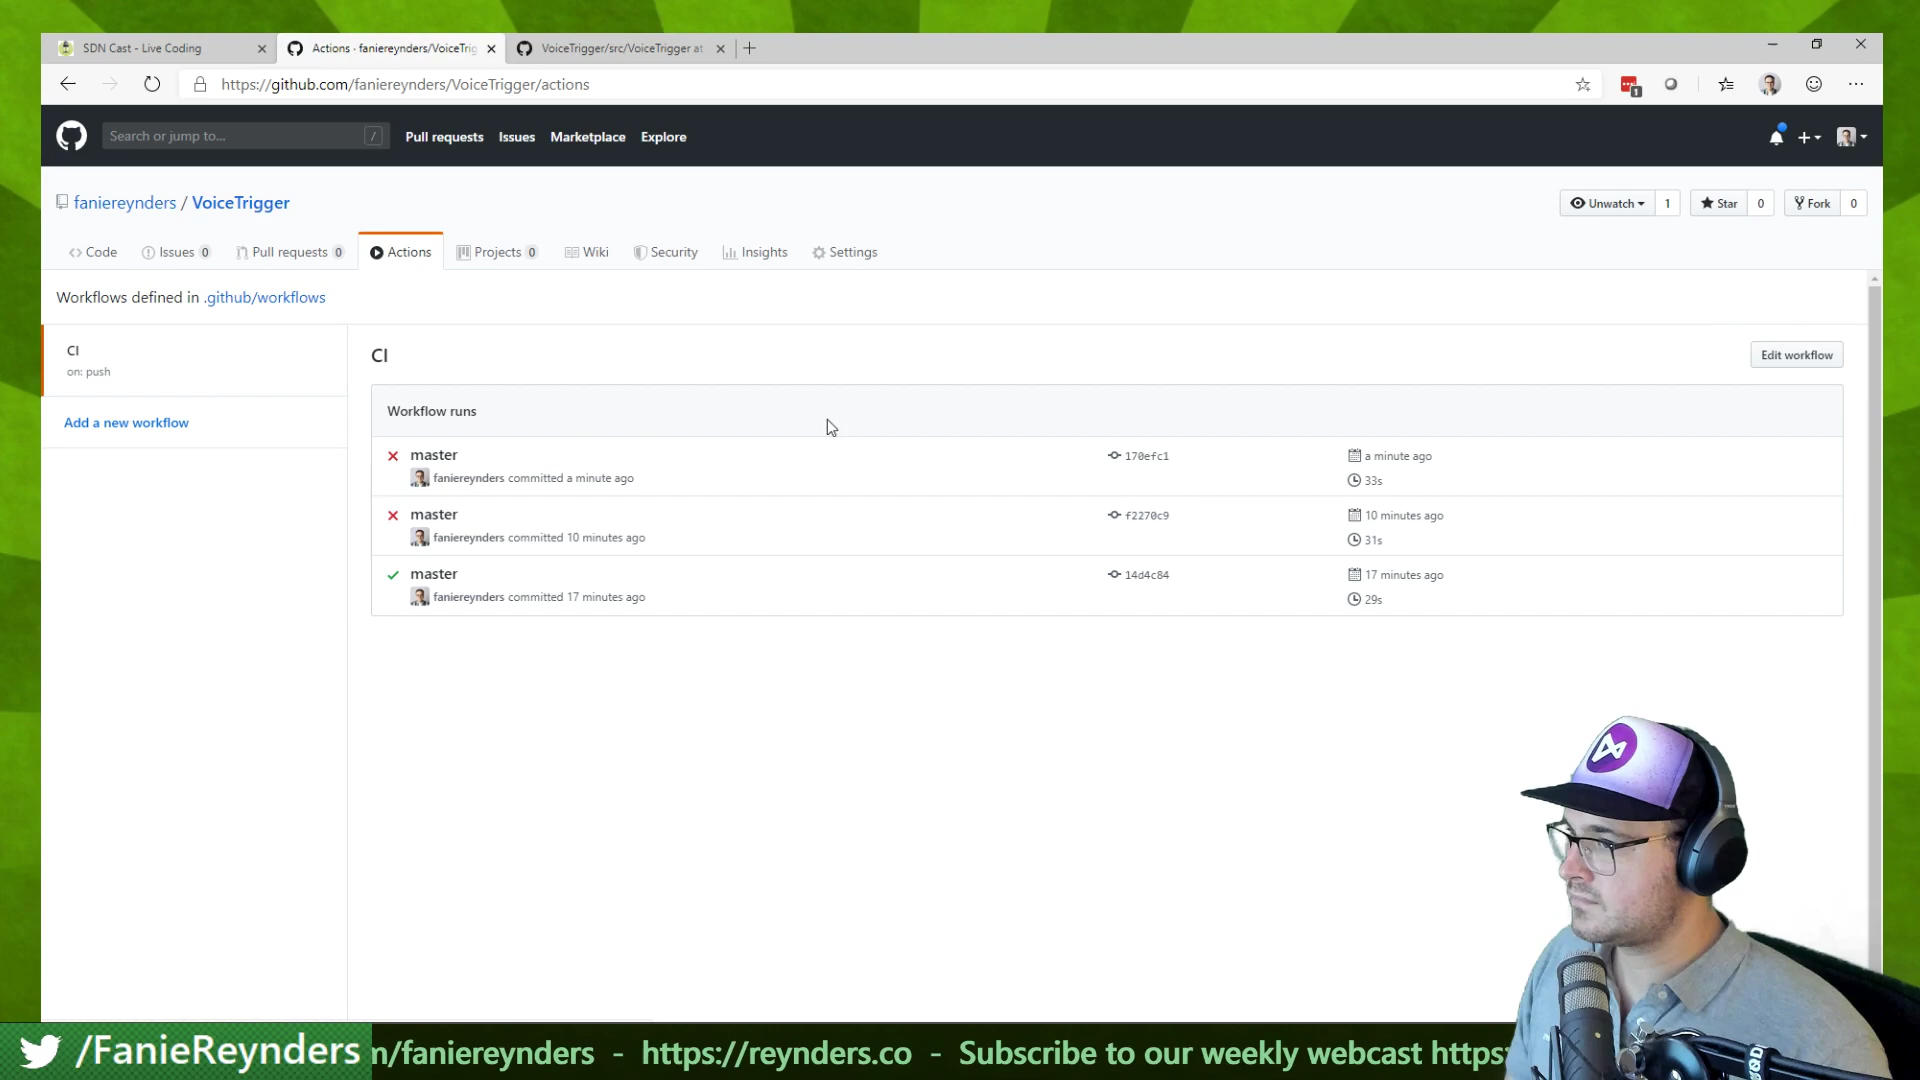 SDN Cast - Live Coding
Actions · faniereynders/VoiceTrig
VoiceTrigger/src/VoiceTrigger at
https://github.com/faniereynders/VoiceTrigger/actions
1
Search or jump to... /
Pull requests Issues Marketplace Explore
faniereynders / VoiceTrigger
Unwatch 1 Star 0 Fork 0
Code Issues 0 Pull requests 0 Actions Projects 0 Wiki Security Insights Settings
Workflows defined in .github/workflows
CI
on: push
Add a new workflow
CI
Edit workflow
Workflow runs
master 170efc1 a minute ago
faniereynders committed a minute ago 33s
master f2270c9 10 minutes ago
faniereynders committed 10 minutes ago 31s
master 14d4c84 17 minutes ago
faniereynders committed 17 minutes ago 29s
/FanieReynders
m/faniereynders - https://reynders.co - Subscribe to our weekly webcast https: